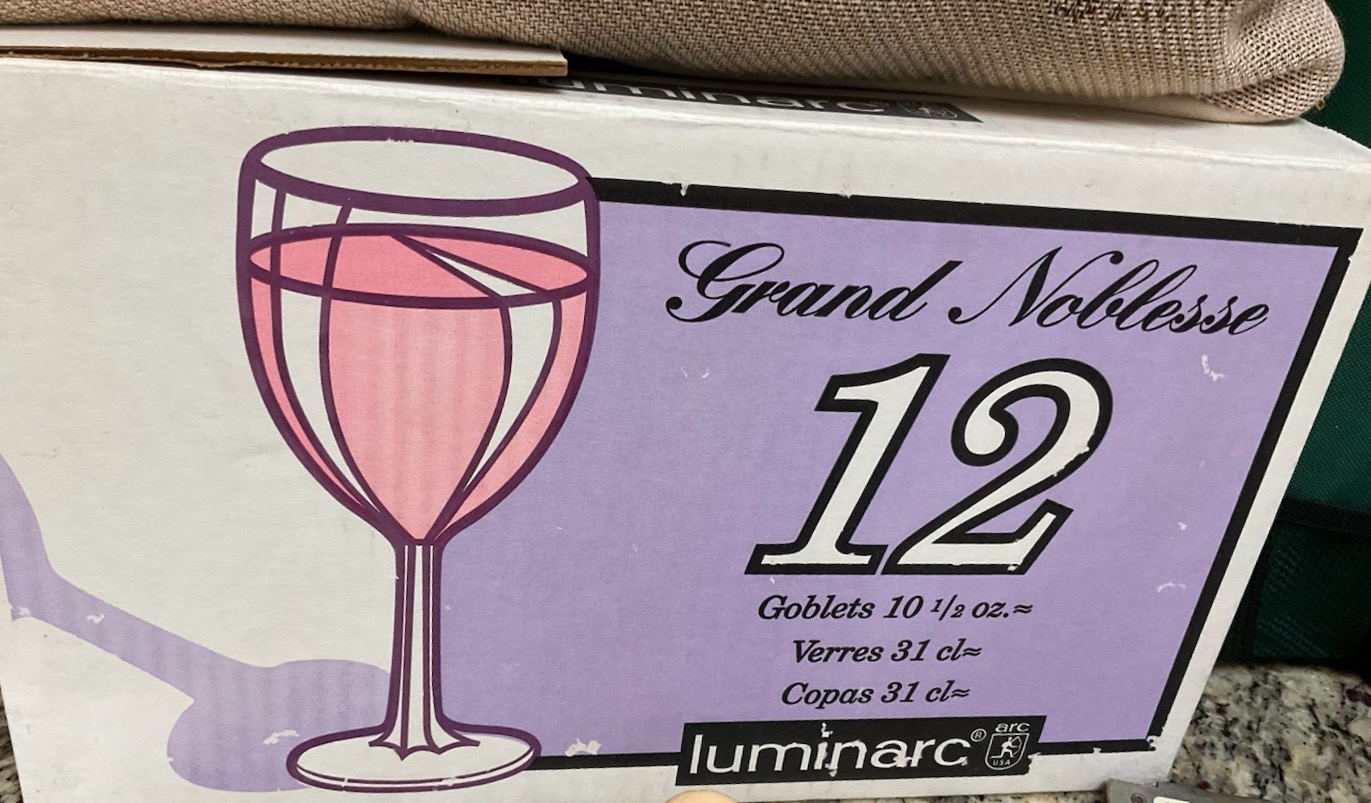 luminarc
Grand Noblesse
12
Goblets 10 1/2 oz.≈
Verres 31 cl≈
Copas 31 cl≈
luminarc® arc
USA